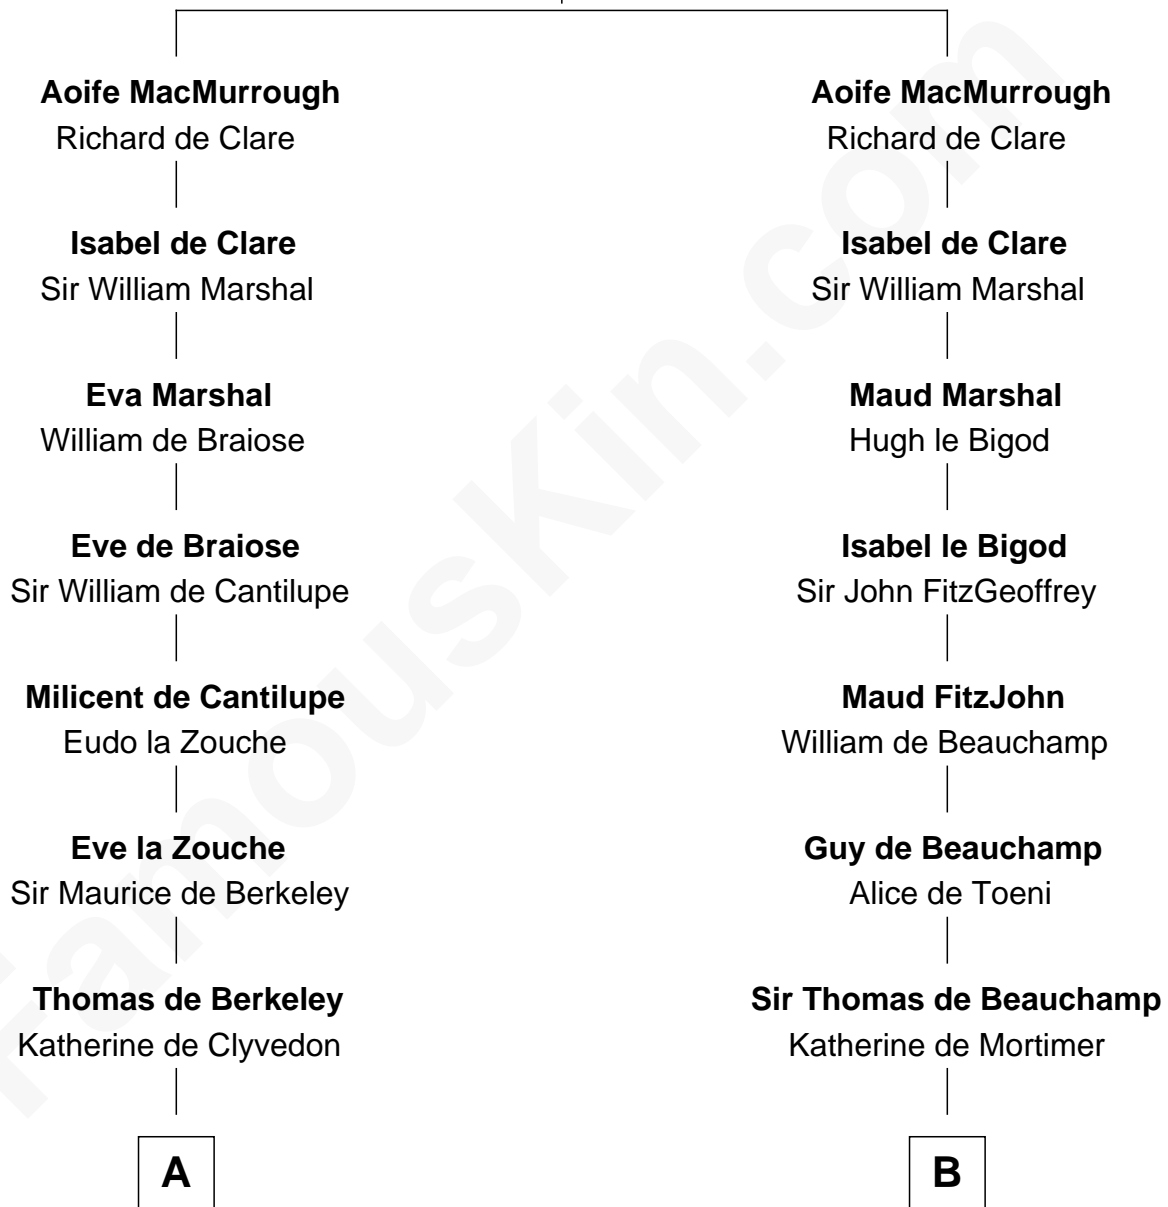 Aoife MacMurrough
Richard de Clare
Isabel de Clare
Sir William Marshal
Eva Marshal
William de Braiose
Eve de Braiose
Sir William de Cantilupe
Milicent de Cantilupe
Eudo la Zouche
Eve la Zouche
Sir Maurice de Berkeley
Thomas de Berkeley
Katherine de Clyvedon
A
Aoife MacMurrough
Richard de Clare
Isabel de Clare
Sir William Marshal
Maud Marshal
Hugh le Bigod
Isabel le Bigod
Sir John FitzGeoffrey
Maud FitzJohn
William de Beauchamp
Guy de Beauchamp
Alice de Toeni
Sir Thomas de Beauchamp
Katherine de Mortimer
B
FamousKin.com